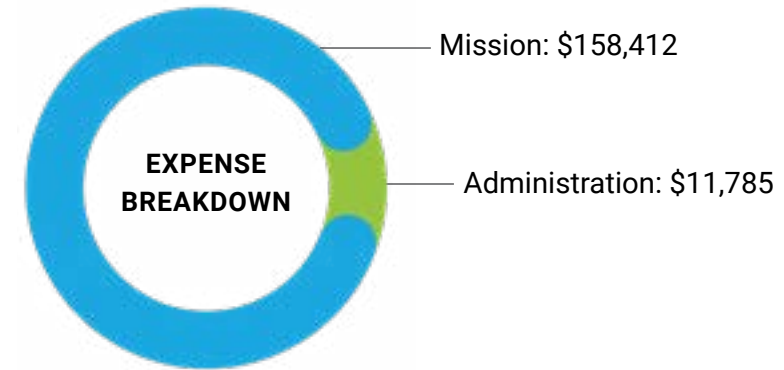 Mission: $158,412
EXPENSE
BREAKDOWN
Administration: $11,785